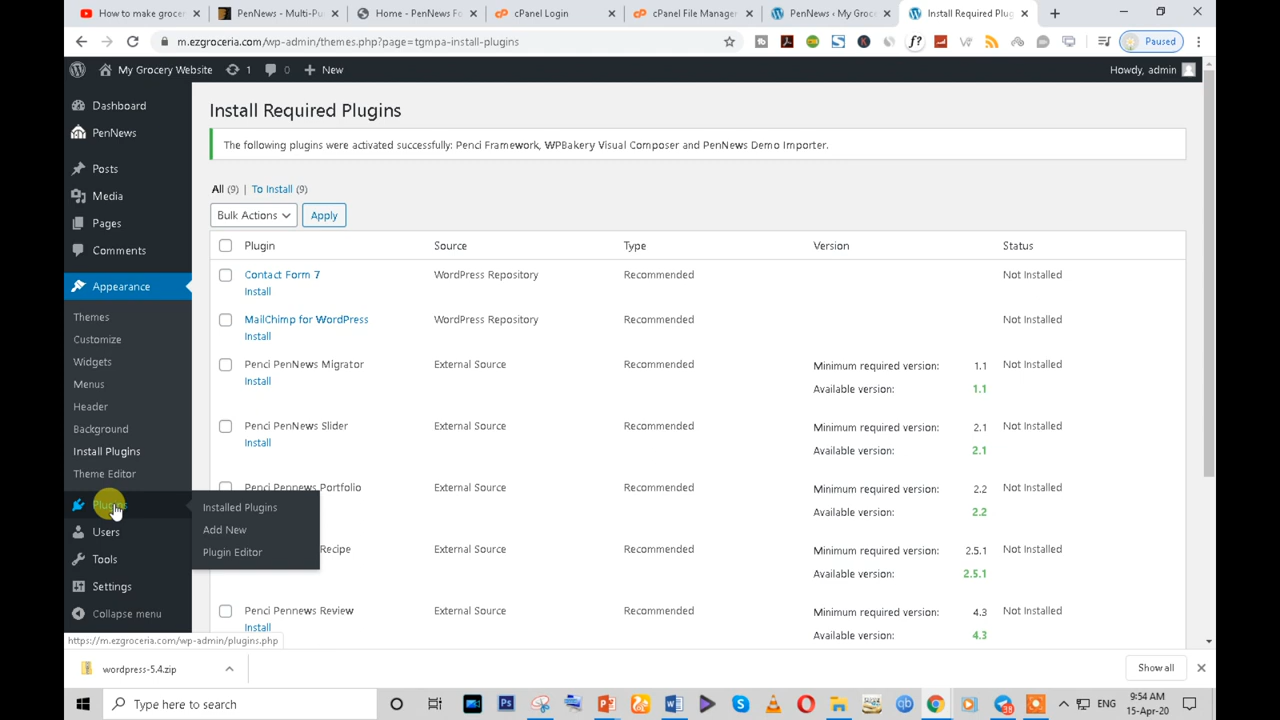 How to make grocer
PenNews - Multi-Pu
Home - PenNews Fo
cPanel Login
cPanel File Manager
PenNews ‹ My Groc
Install Required Plug
m.ezgroceria.com/wp-admin/themes.php?page=tgmpa-install-plugins
Paused
My Grocery Website
1
0
New
Howdy, admin
Dashboard
PenNews
Posts
Media
Pages
Comments
Appearance
Themes
Customize
Widgets
Menus
Header
Background
Install Plugins
Theme Editor
Plugins
Users
Tools
Settings
Collapse menu
Installed Plugins
Add New
Plugin Editor
https://m.ezgroceria.com/wp-admin/plugins.php
Install Required Plugins
The following plugins were activated successfully: Penci Framework, WPBakery Visual Composer and PenNews Demo Importer.
All (9) | To Install (9)
Bulk Actions Apply
Plugin Source Type Version Status
Contact Form 7 WordPress Repository Recommended Not Installed
Install
MailChimp for WordPress WordPress Repository Recommended Not Installed
Install
Penci PenNews Migrator External Source Recommended Minimum required version: 1.1 Not Installed
Install Available version: 1.1
Penci PenNews Slider External Source Recommended Minimum required version: 2.1 Not Installed
Install Available version: 2.1
Penci Pennews Portfolio External Source Recommended Minimum required version: 2.2 Not Installed
Available version: 2.2
Recipe External Source Recommended Minimum required version: 2.5.1 Not Installed
Available version: 2.5.1
Penci Pennews Review External Source Recommended Minimum required version: 4.3 Not Installed
Install Available version: 4.3
wordpress-5.4.zip
Show all
Type here to search
ENG
9:54 AM
15-Apr-20